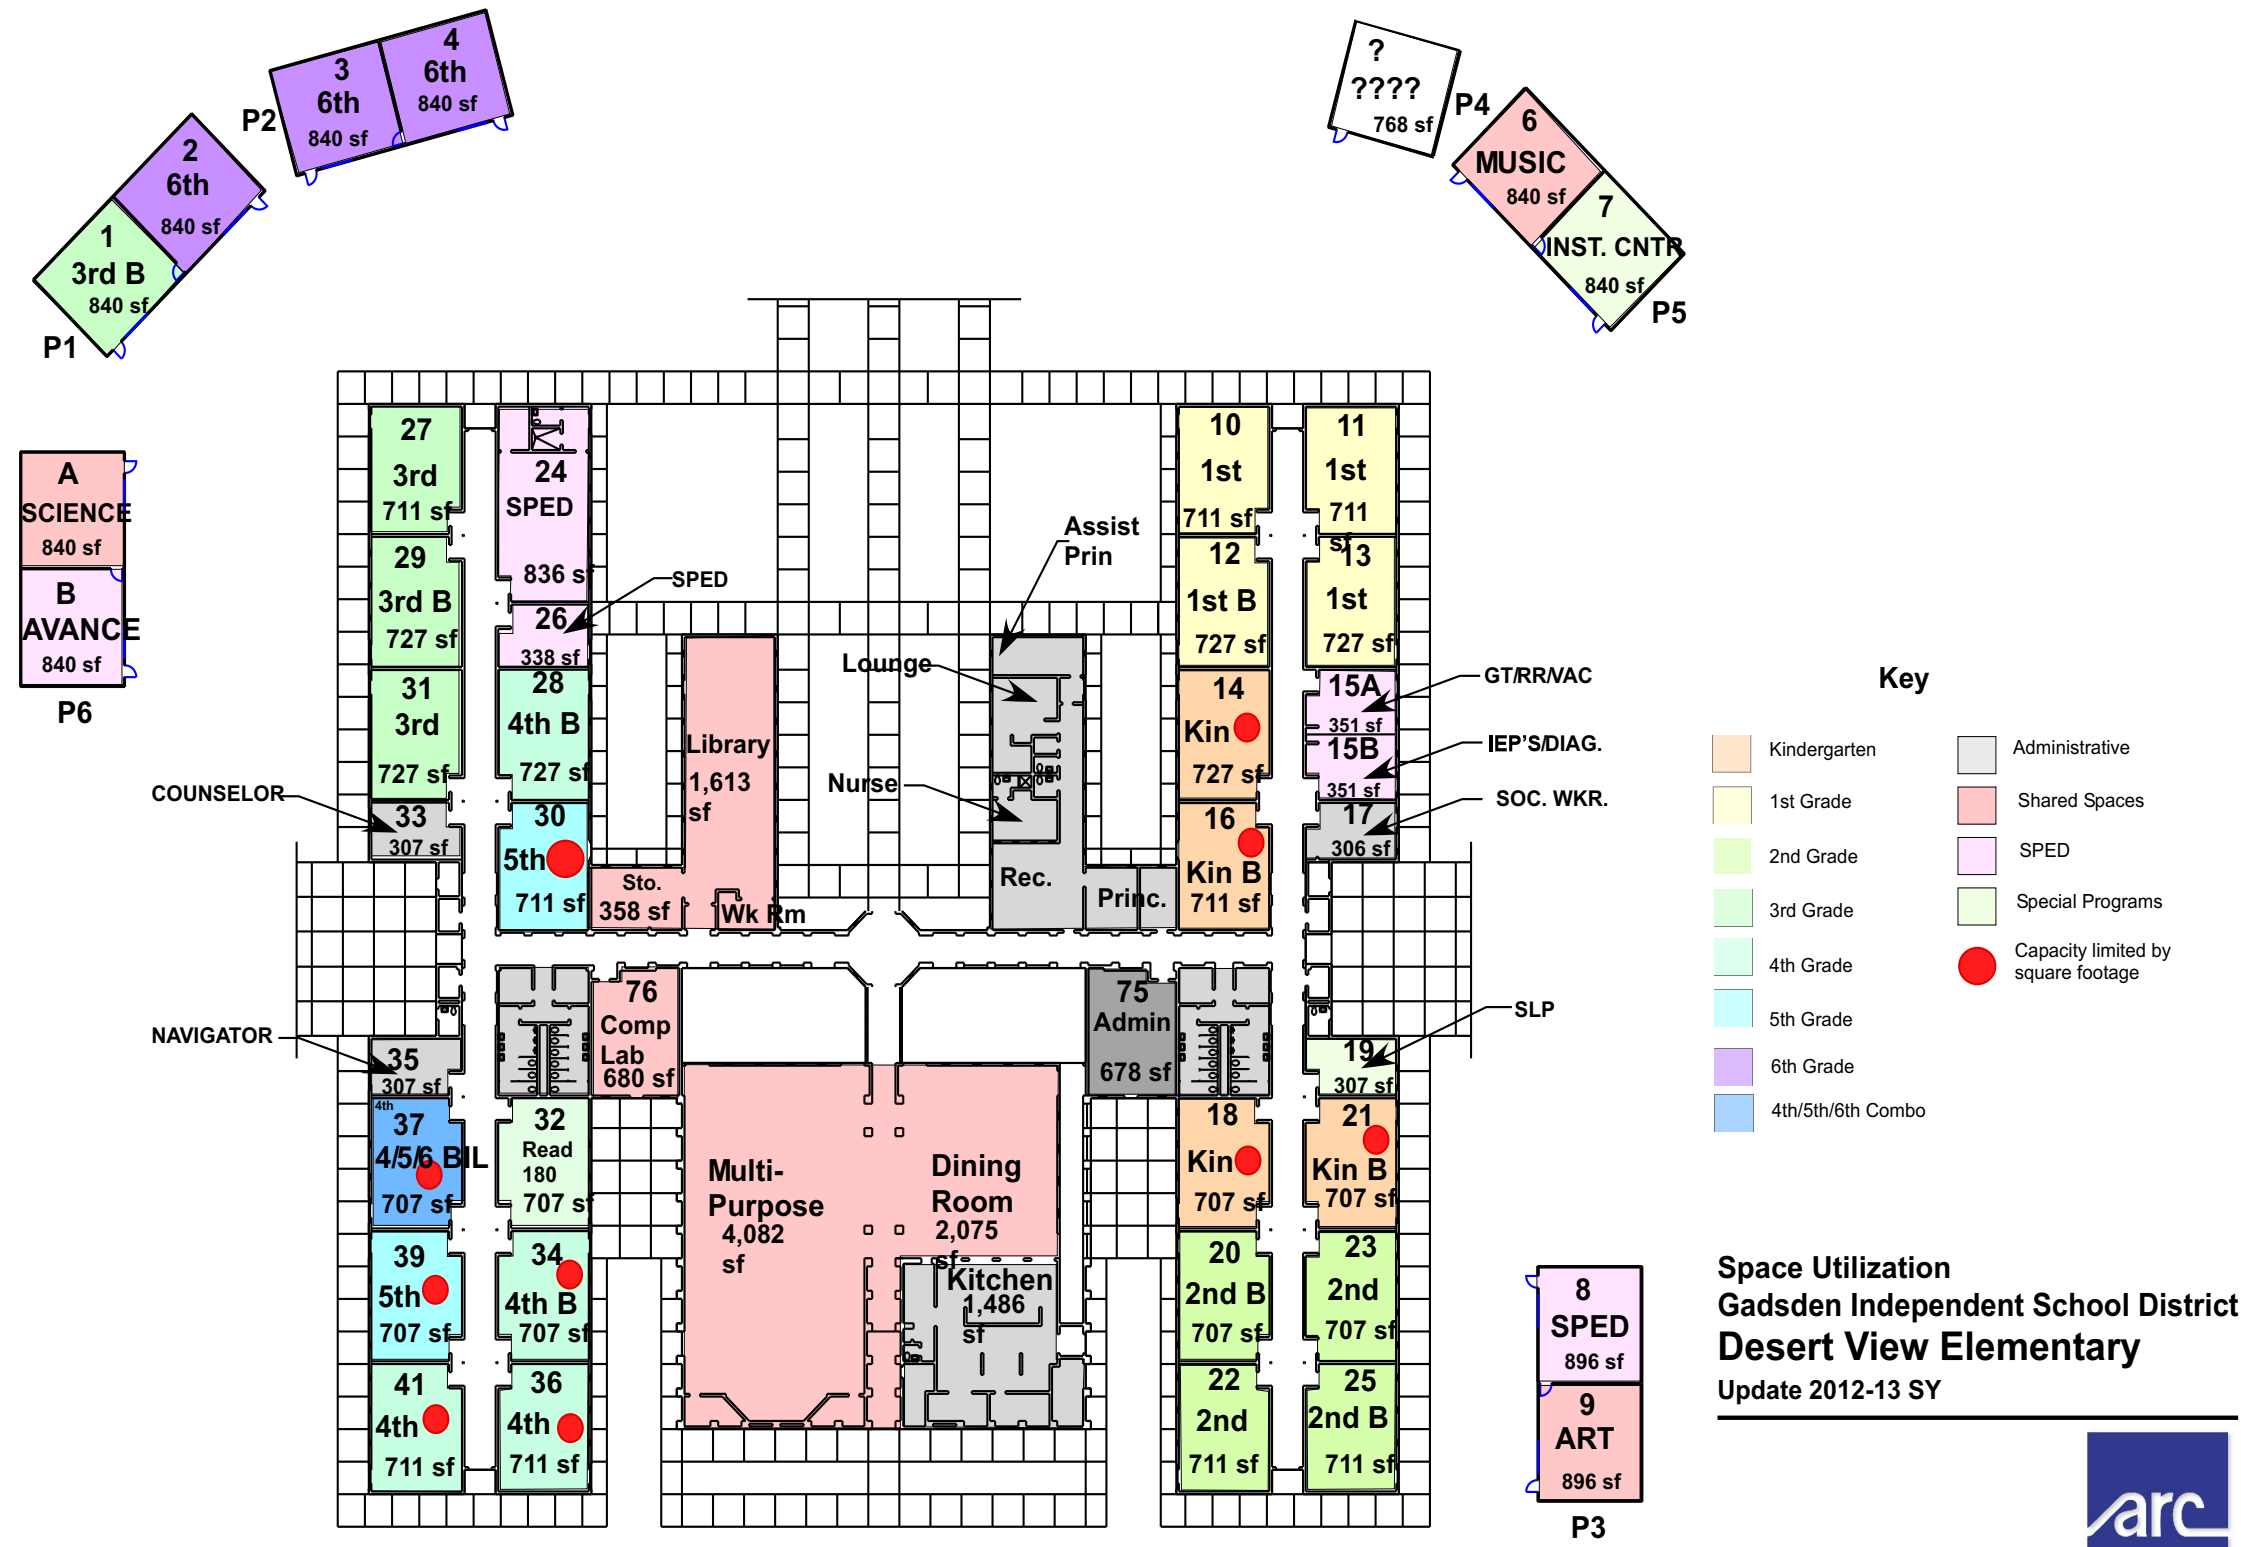 4
6th
840 sf
3
6th
840 sf
P2
2
6th
840 sf
1
3rd B
840 sf
P1
?
????
768 sf
P4
6
MUSIC
840 sf
7
INST. CNTR
840 sf
P5
A
SCIENCE
840 sf
B
AVANCE
840 sf
P6
27
3rd
711 sf
24
SPED
836 sf
29
3rd B
727 sf
26
338 sf
SPED
31
3rd
727 sf
28
4th B
727 sf
COUNSELOR
33
307 sf
30
5th
711 sf
Library
1,613
sf
Sto.
358 sf
Wk Rm
Assist
Prin
Lounge
Nurse
Rec.
Princ.
10
1st
711 sf
11
1st
711
sf
12
1st B
727 sf
13
1st
727 sf
14
Kin
727 sf
15A
351 sf
GT/RR/VAC
15B
351 sf
IEP'S/DIAG.
16
Kin B
711 sf
17
306 sf
SOC. WKR.
NAVIGATOR
35
307 sf
76
Comp
Lab
680 sf
75
Admin
678 sf
19
307 sf
SLP
4th
37
4/5/6 BIL
707 sf
32
Read
180
707 sf
39
5th
707 sf
34
4th B
707 sf
41
4th
711 sf
36
4th
711 sf
Multi-
Purpose
4,082
sf
Dining
Room
2,075
sf
Kitchen
1,486
sf
18
Kin
707 sf
21
Kin B
707 sf
20
2nd B
707 sf
23
2nd
707 sf
22
2nd
711 sf
25
2nd B
711 sf
8
SPED
896 sf
9
ART
896 sf
P3
Key
Kindergarten
1st Grade
2nd Grade
3rd Grade
4th Grade
5th Grade
6th Grade
4th/5th/6th Combo
Administrative
Shared Spaces
SPED
Special Programs
Capacity limited by
square footage
Space Utilization
Gadsden Independent School District
Desert View Elementary
Update 2012-13 SY
arc